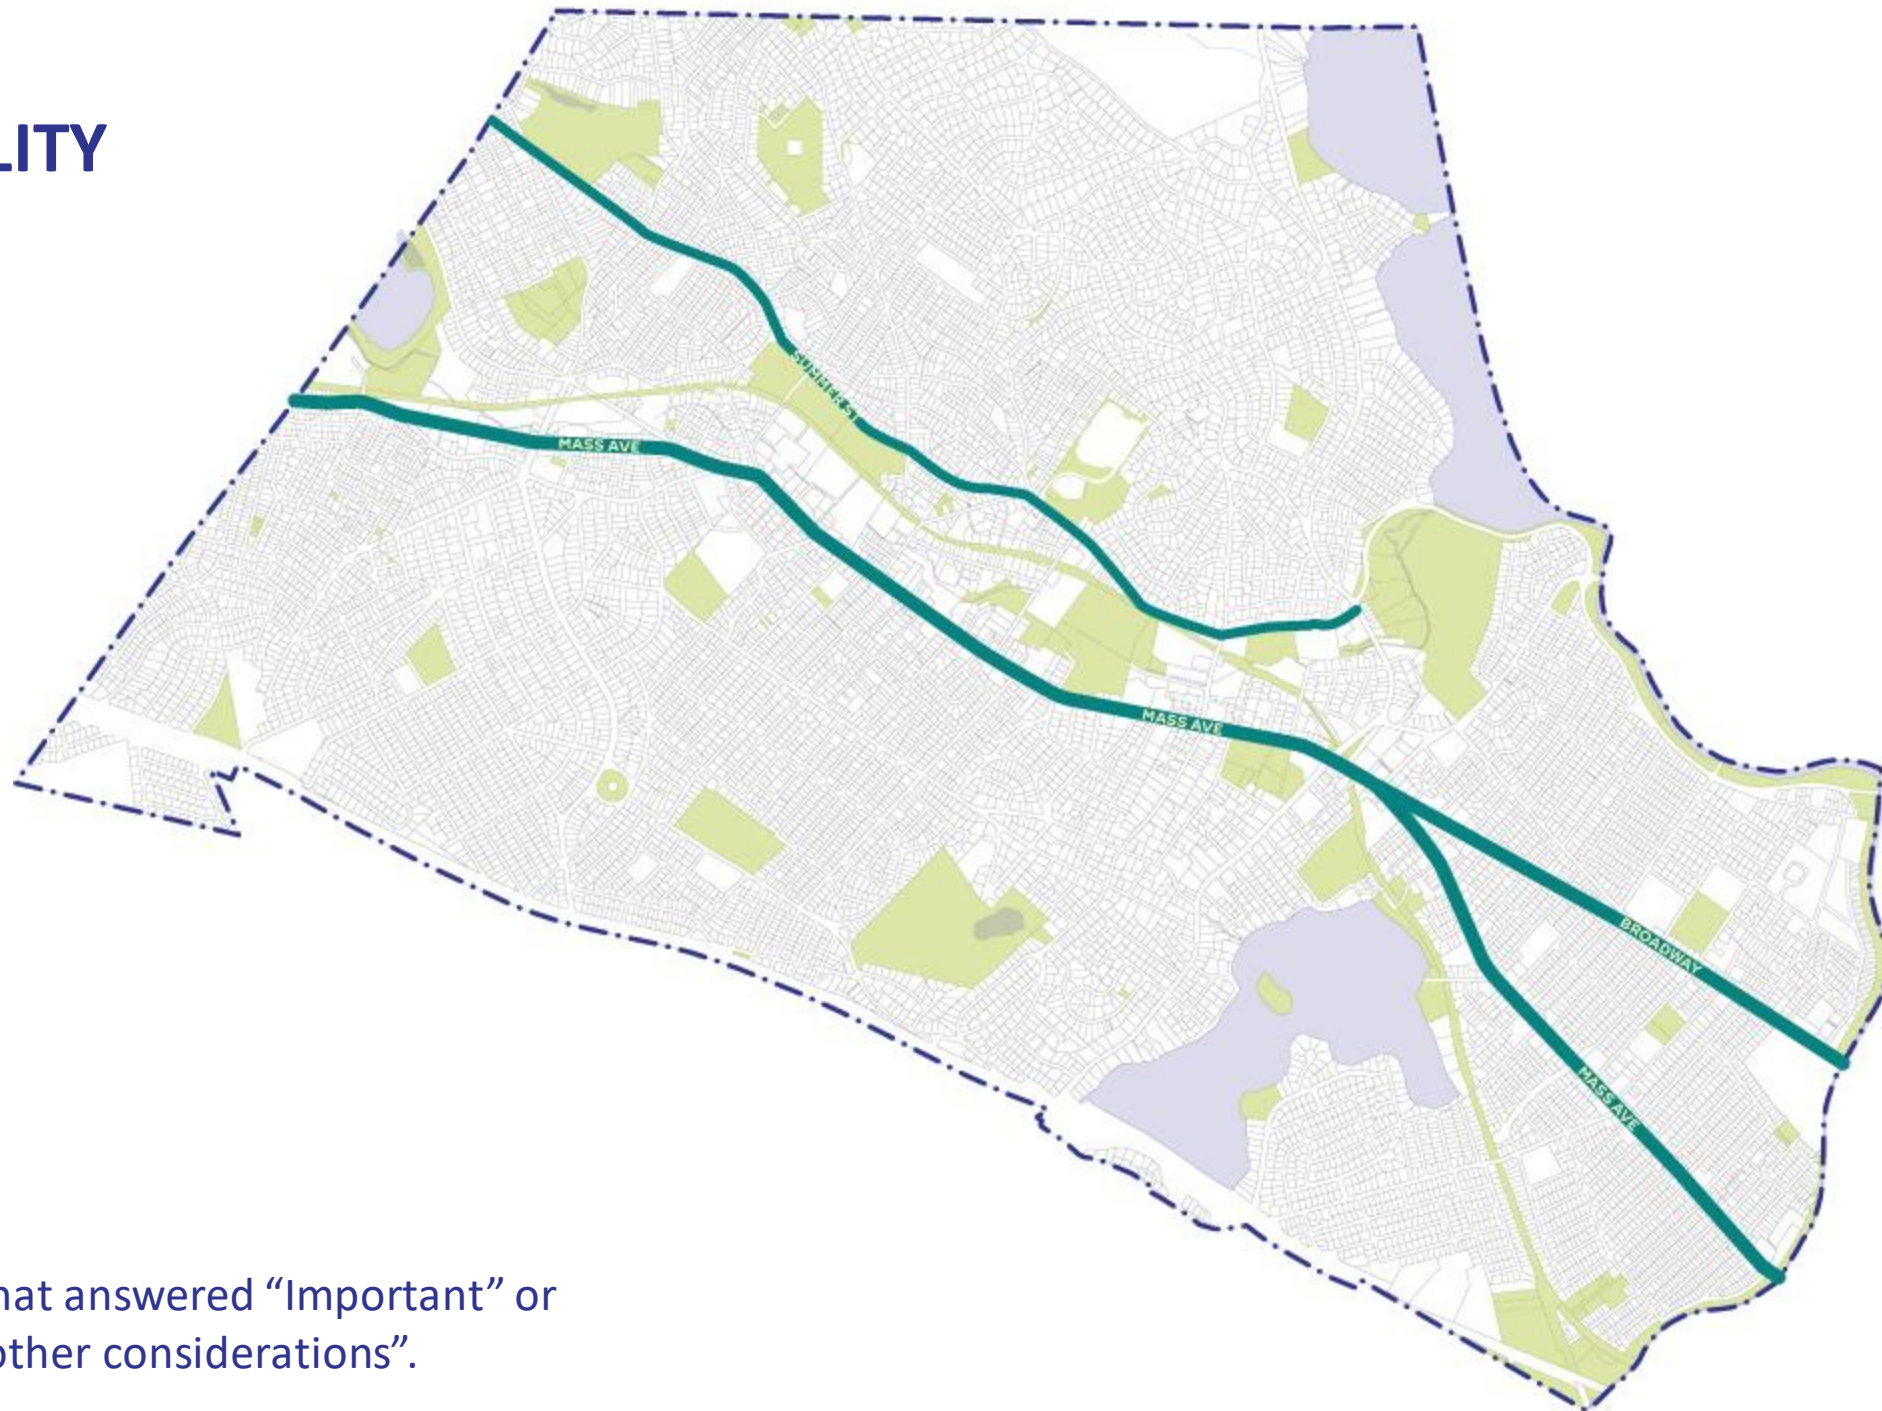 LITY
SUMMER ST
MASS AVE
MASS AVE
BROADWAY
MASS AVE
hat answered “Important” or
other considerations”.